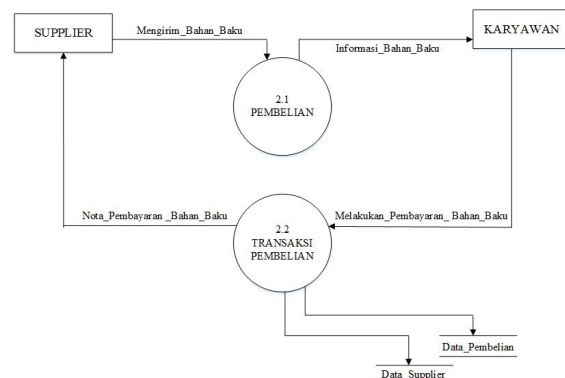 SUPPLIER
Mengirim_Bahan_Baku
KARYAWAN
Informasi_Bahan_Baku
2.1
PEMBELIAN
Nota_Pembayaran _Bahan_Baku
Melakukan_Pembayaran_ Bahan_Baku
2.2
TRANSAKSI
PEMBELIAN
Data_Pembelian
Data_Supplier